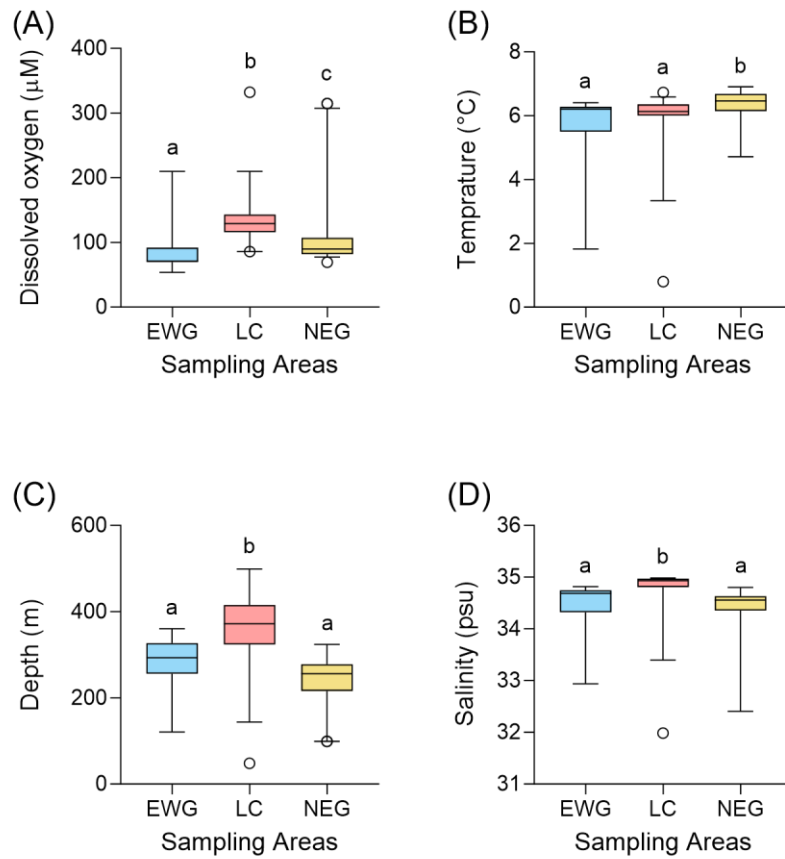 (A)
Dissolved oxygen (μM)
400
300
200
100
0
a
b
c
EWG LC NEG
Sampling Areas
(B)
Temprature (°C)
8
6
4
2
0
a
a
b
EWG LC NEG
Sampling Areas
(C)
Depth (m)
600
400
200
0
a
b
a
EWG LC NEG
Sampling Areas
(D)
Salinity (psu)
36
35
34
33
32
31
a
b
a
EWG LC NEG
Sampling Areas